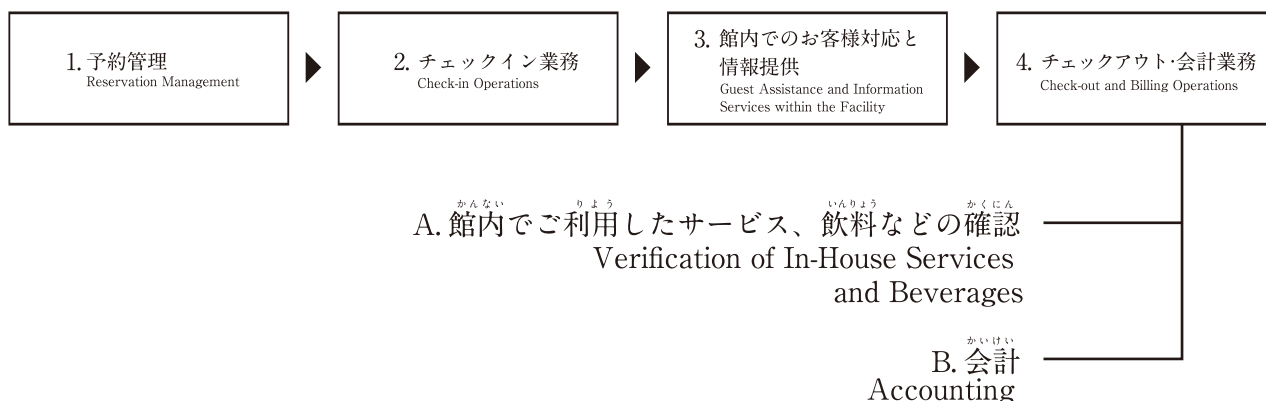 1. 予約管理
Reservation Management
2. チェックイン業務
Check-in Operations
3. 館内でのお客様対応と
情報提供
Guest Assistance and Information
Services within the Facility
4. チェックアウト・会計業務
Check-out and Billing Operations
かんない りよう いんりょう かくにん
A. 館内でご利用したサービス、飲料などの確認
Verification of In-House Services
and Beverages
かいけい
B. 会計
Accounting